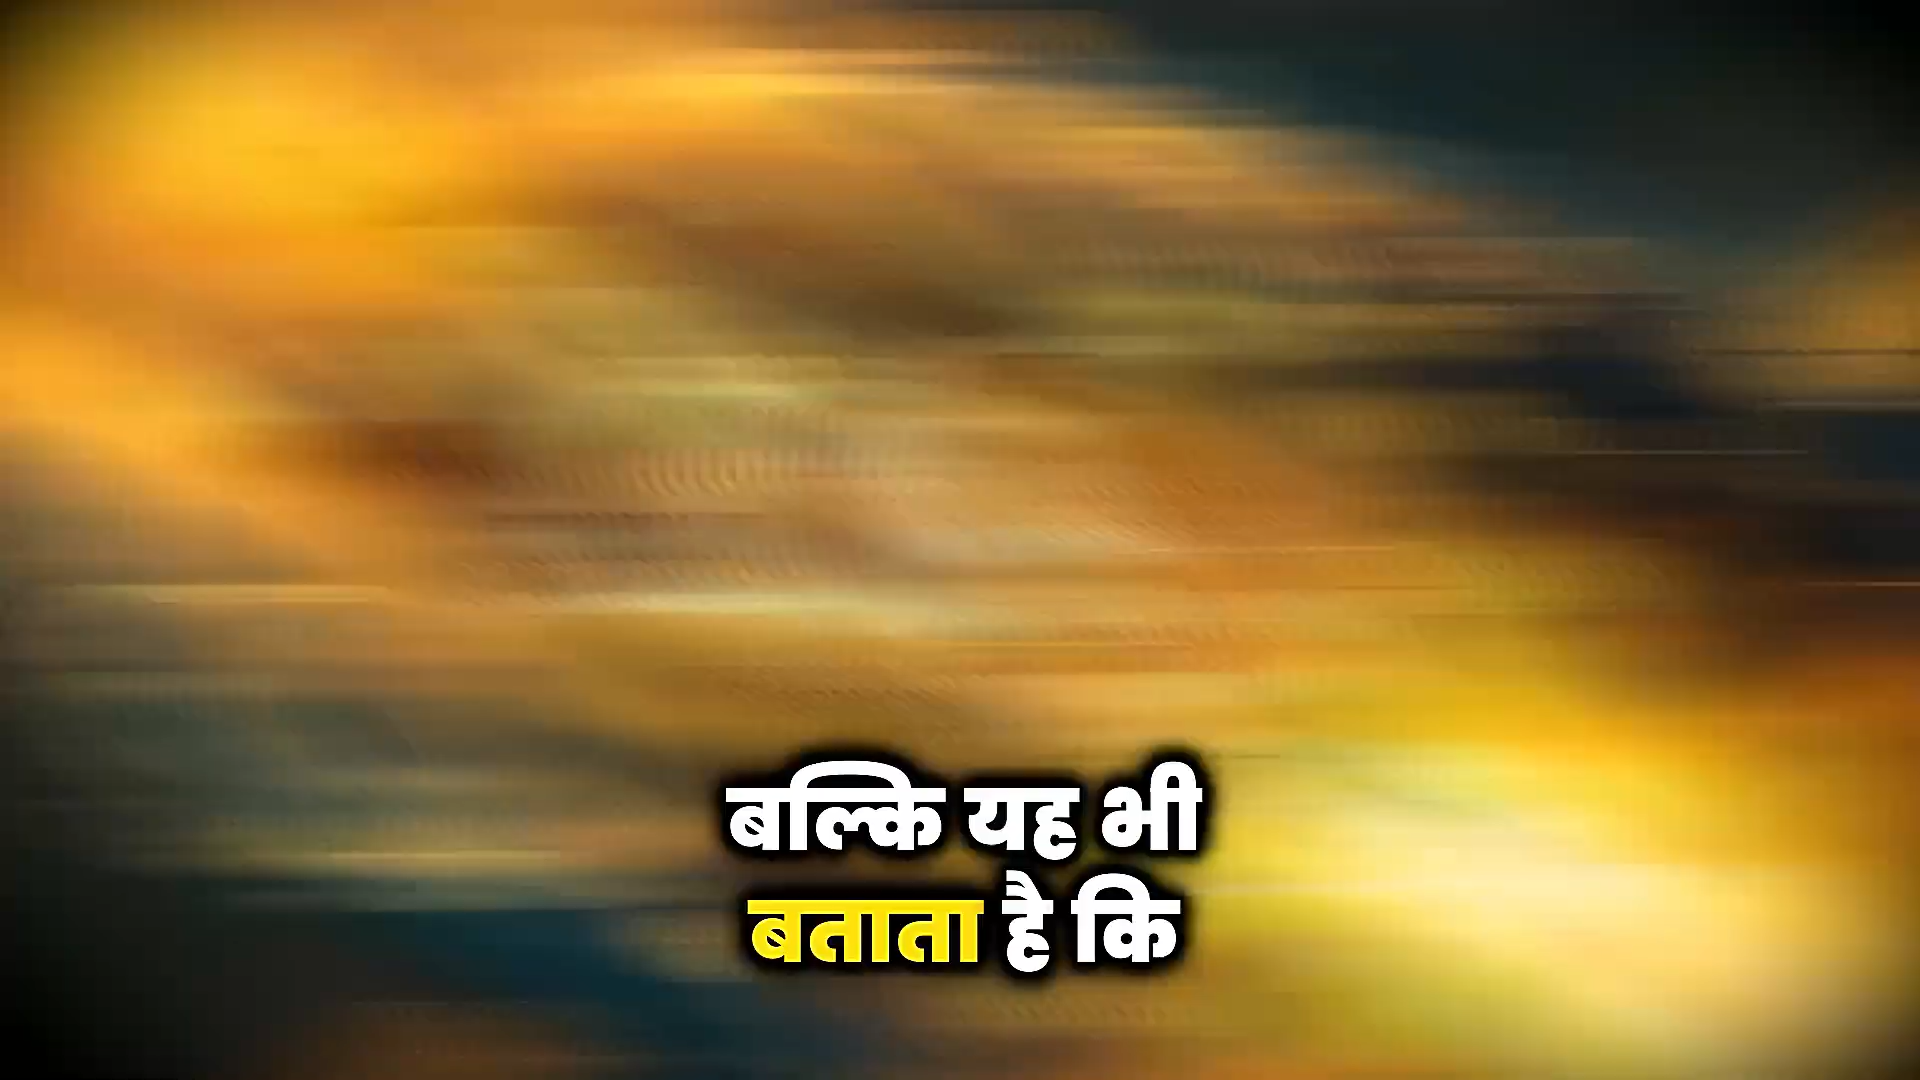 बल्कि यह भी
बताता है कि